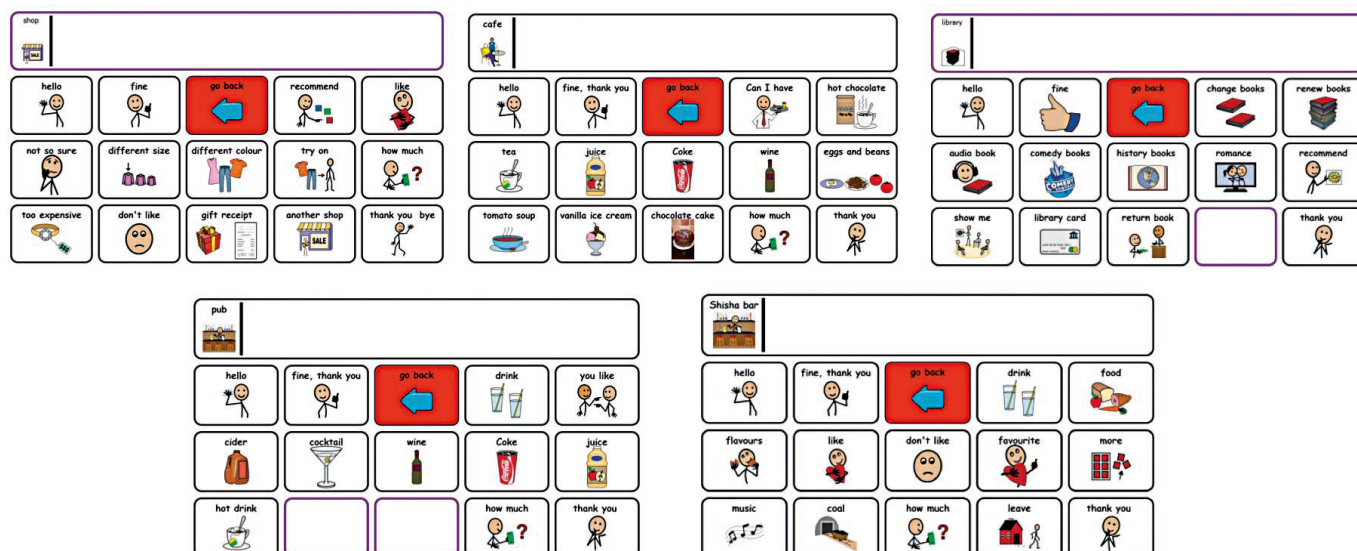 shop
hello
fine
go back
recommend
like
not so sure
different size
different colour
try on
how much
?
too expensive
don't like
gift receipt
another shop
SALE
thank you bye
SALE
cafe
hello
fine, thank you
go back
Can I have
hot chocolate
tea
juice
Coke
wine
eggs and beans
tomato soup
vanilla ice cream
chocolate cake
how much
?
thank you
library
hello
fine
go back
change books
renew books
audio book
comedy books
COMEDY
history books
romance
recommend
show me
library card
return book
thank you
pub
hello
fine, thank you
go back
drink
you like
cider
cocktail
wine
Coke
juice
hot drink
how much
?
thank you
Shisha bar
hello
fine, thank you
go back
drink
food
flavours
like
don't like
favourite
more
music
coal
how much
?
leave
thank you